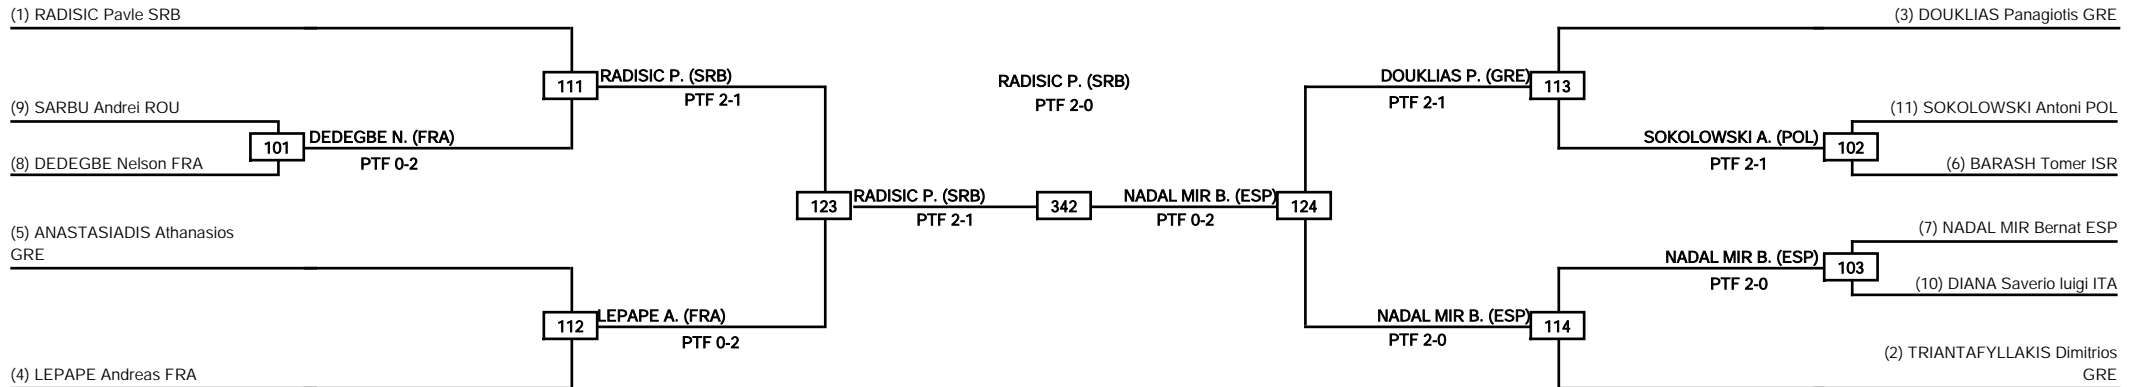 (1) RADISIC Pavle SRB
(3) DOUKLIAS Panagiotis GRE
RADISIC P. (SRB)
111
PTF 2-1
RADISIC P. (SRB)
PTF 2-0
DOUKLIAS P. (GRE)
113
PTF 2-1
(9) SARBU Andrei ROU
(11) SOKOLOWSKI Antoni POL
101
DEDEGBE N. (FRA)
PTF 0-2
SOKOLOWSKI A. (POL)
102
PTF 2-1
(8) DEDEGBE Nelson FRA
(6) BARASH Tomer ISR
123
RADISIC P. (SRB)
PTF 2-1
342
NADAL MIR B. (ESP)
124
PTF 0-2
(5) ANASTASIADIS Athanasios
GRE
(7) NADAL MIR Bernat ESP
NADAL MIR B. (ESP)
103
PTF 2-0
(10) DIANA Saverio luigi ITA
112
LEPAPE A. (FRA)
PTF 0-2
NADAL MIR B. (ESP)
114
PTF 2-0
(4) LEPAPE Andreas FRA
(2) TRIANTAFYLLAKIS Dimitrios
GRE